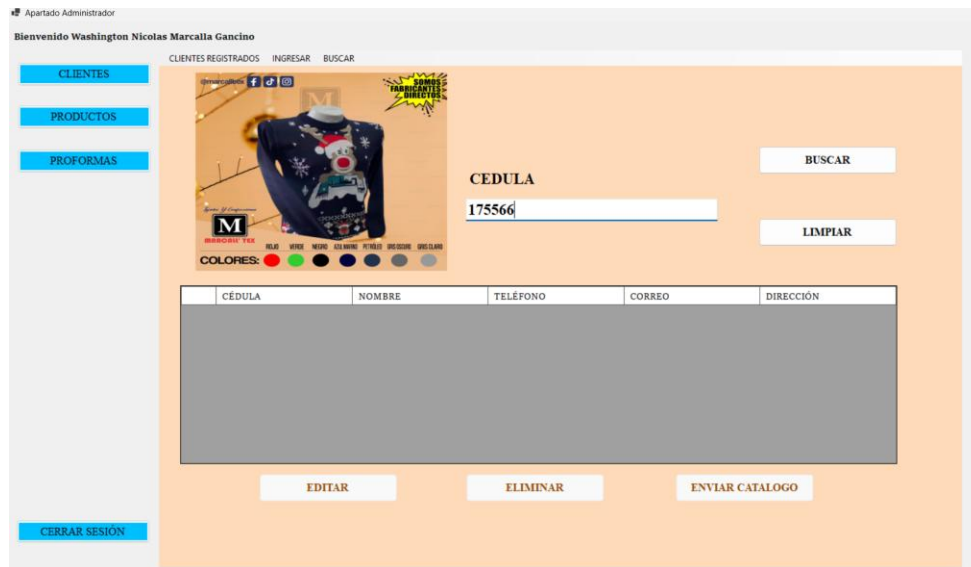 Apartado Administrador
Bienvenido Washington Nicolas Marcalla Gancino
CLIENTES REGISTRADOS INGRESAR BUSCAR
CLIENTES
PRODUCTOS
PROFORMAS
CERRAR SESIÓN
SOMOS
FABRICANTES
DIRECTOS
M
M
ROJO VERDE NEGRO AZUL MARINO PETRÓLEO GRIS OSCURO GRIS CLARO
COLORES:
CEDULA
175566
BUSCAR
LIMPIAR
CÉDULA NOMBRE TELÉFONO CORREO DIRECCIÓN
EDITAR ELIMINAR ENVIAR CATALOGO